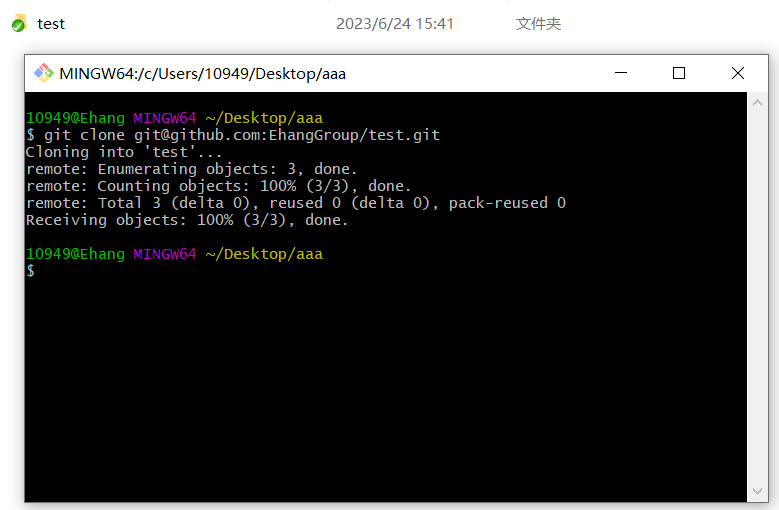 test 2023/6/24 15:41 文件夹
MINGW64:/c/Users/10949/Desktop/aaa
10949@Ehang MINGW64 ~/Desktop/aaa
$ git clone git@github.com:EhangGroup/test.git
Cloning into 'test'...
remote: Enumerating objects: 3, done.
remote: Counting objects: 100% (3/3), done.
remote: Total 3 (delta 0), reused 0 (delta 0), pack-reused 0
Receiving objects: 100% (3/3), done.
10949@Ehang MINGW64 ~/Desktop/aaa
$